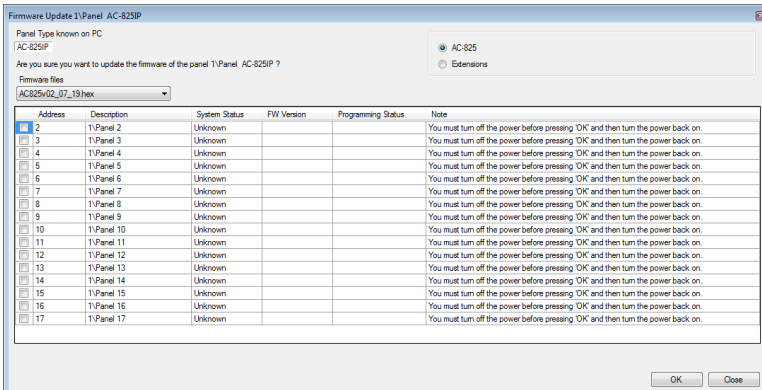 Firmware Update1\Panel AC-825IP
Panel Type known on PC
AC-825IP
AC-825
Are you sure you want to update the firmware of the panel 1\Panel AC-825IP ?
Extensions
Firmware files
AC825v02_07_19.hex
Address Description System Status FW Version Programming Status Note
2 1\Panel 2 Unknown You must turn off the power before pressing 'OK' and then turn the power back on.
3 1\Panel 3 Unknown You must turn off the power before pressing 'OK' and then turn the power back on.
4 1\Panel 4 Unknown You must turn off the power before pressing 'OK' and then turn the power back on.
5 1\Panel 5 Unknown You must turn off the power before pressing 'OK' and then turn the power back on.
6 1\Panel 6 Unknown You must turn off the power before pressing 'OK' and then turn the power back on.
7 1\Panel 7 Unknown You must turn off the power before pressing 'OK' and then turn the power back on.
8 1\Panel 8 Unknown You must turn off the power before pressing 'OK' and then turn the power back on.
9 1\Panel 9 Unknown You must turn off the power before pressing 'OK' and then turn the power back on.
10 1\Panel 10 Unknown You must turn off the power before pressing 'OK' and then turn the power back on.
11 1\Panel 11 Unknown You must turn off the power before pressing 'OK' and then turn the power back on.
12 1\Panel 12 Unknown You must turn off the power before pressing 'OK' and then turn the power back on.
13 1\Panel 13 Unknown You must turn off the power before pressing 'OK' and then turn the power back on.
14 1\Panel 14 Unknown You must turn off the power before pressing 'OK' and then turn the power back on.
15 1\Panel 15 Unknown You must turn off the power before pressing 'OK' and then turn the power back on.
16 1\Panel 16 Unknown You must turn off the power before pressing 'OK' and then turn the power back on.
17 1\Panel 17 Unknown You must turn off the power before pressing 'OK' and then turn the power back on.
OK Close